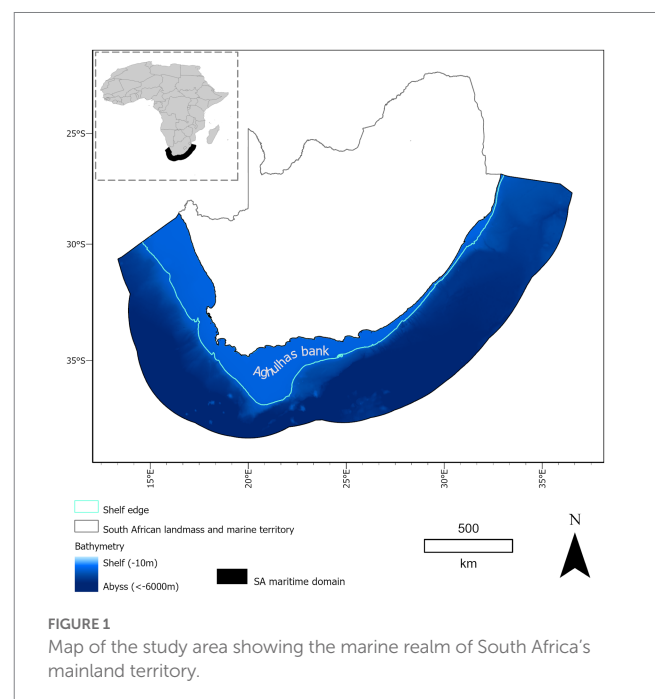 25°S
30°S
35°S
Aghulhas bank
15°E
20°E
25°E
30°E
35°E
Shelf edge
South African landmass and marine territory
Bathymetry
Shelf (-10m)
Abyss (<-6000m)
SA maritime domain
500
km
N
FIGURE 1
Map of the study area showing the marine realm of South Africa’s
mainland territory.